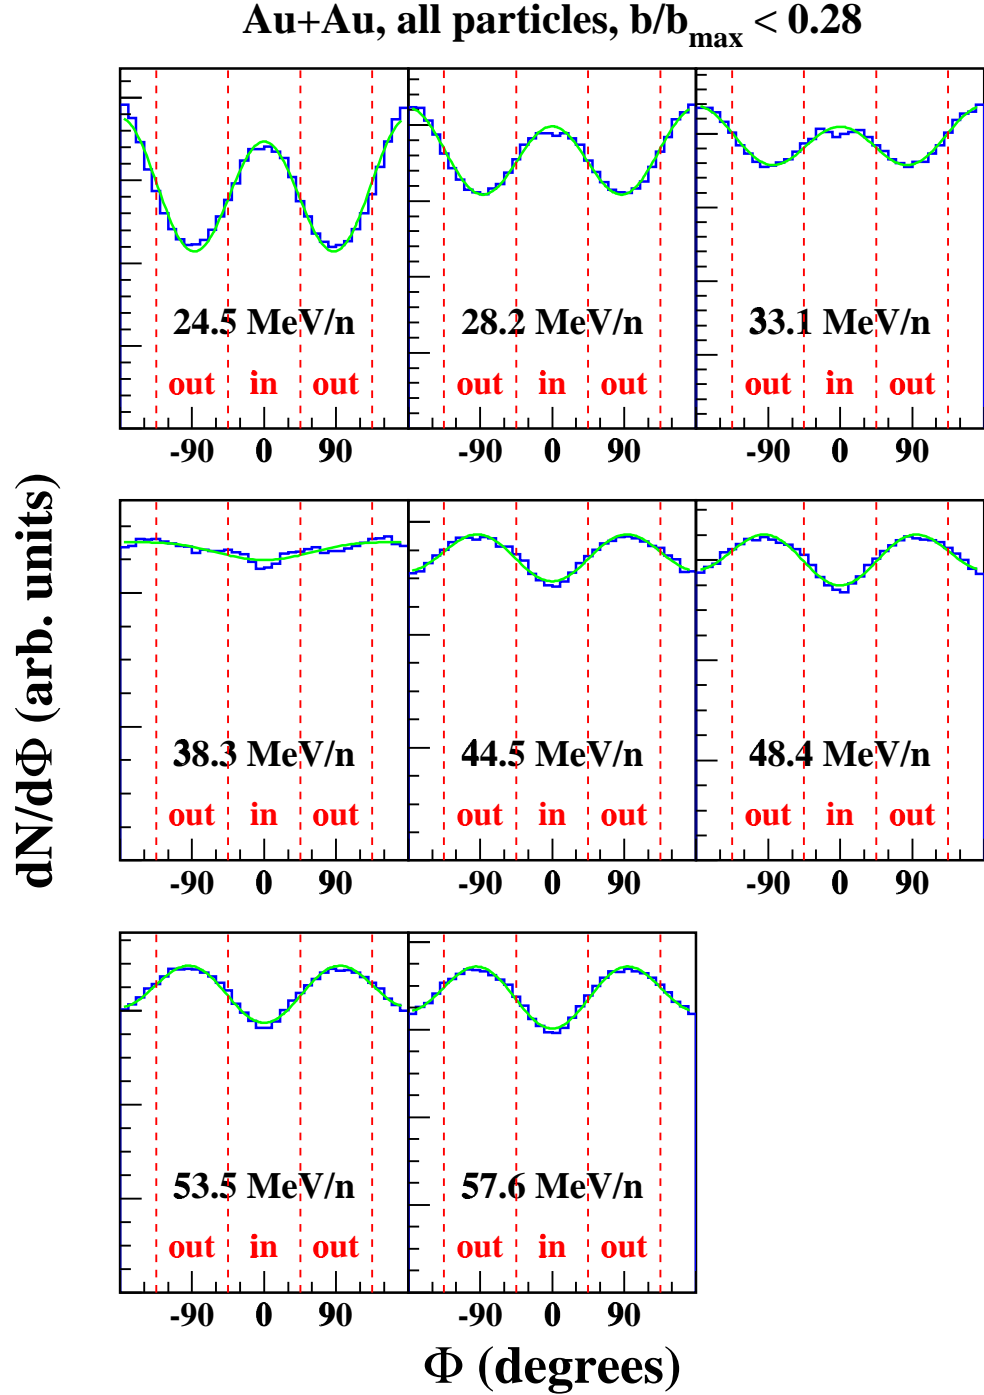 Au+Au, all particles, b/b_max < 0.28
24.5 MeV/n
28.2 MeV/n
33.1 MeV/n
out in out
out in out
out in out
-90 0 90
-90 0 90
-90 0 90
dN/dΦ (arb. units)
38.3 MeV/n
44.5 MeV/n
48.4 MeV/n
out in out
out in out
out in out
-90 0 90
-90 0 90
-90 0 90
53.5 MeV/n
57.6 MeV/n
out in out
out in out
-90 0 90
-90 0 90
Φ (degrees)